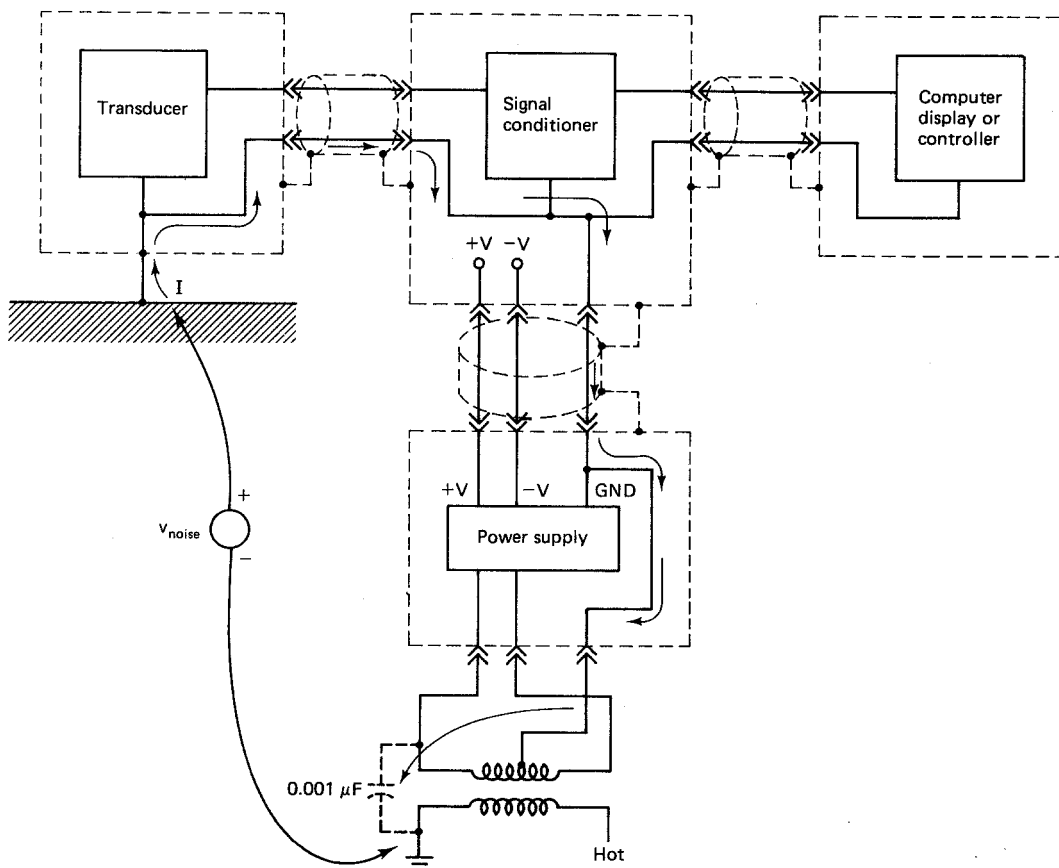 Transducer
Signal
conditioner
Computer
display or
controller
+V
−V
I
+V
−V
GND
Power supply
+
v_noise
−
0.001 μF
Hot